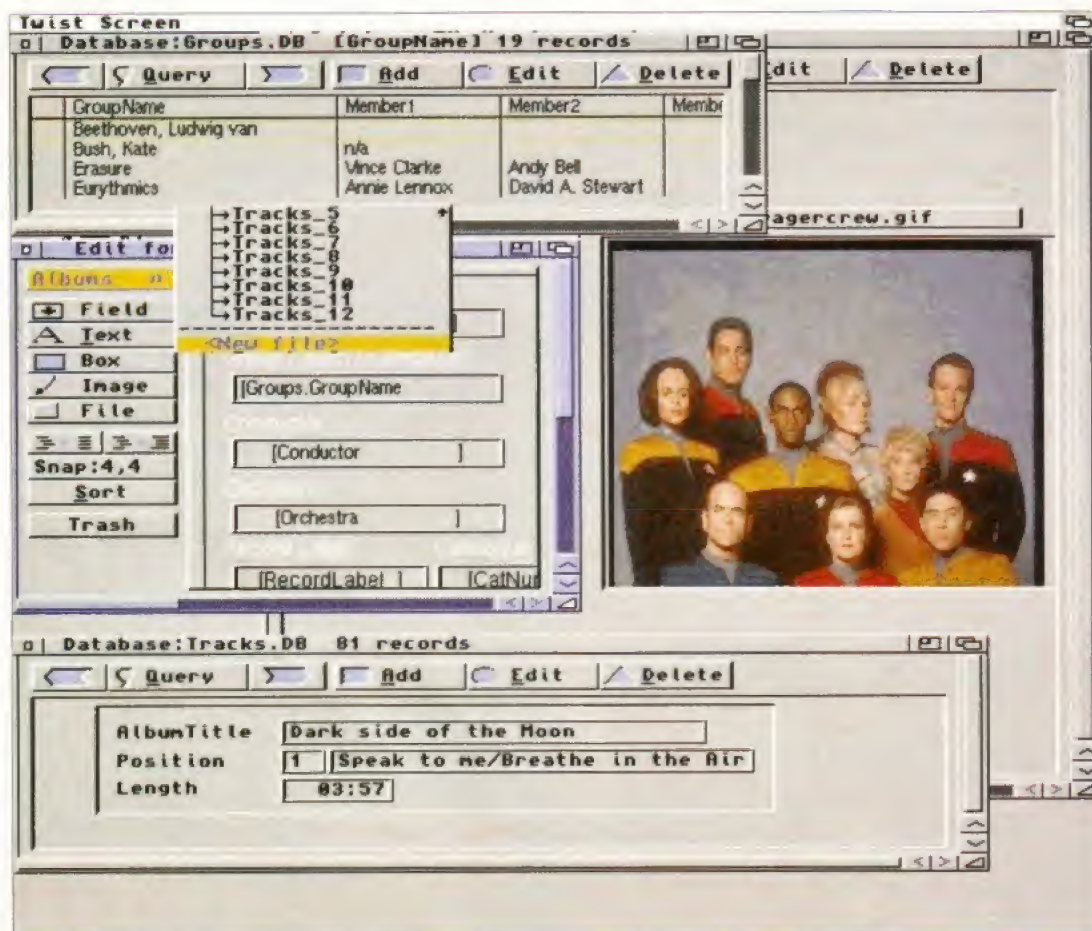 Twist Screen
Database:Groups.DB [GroupName] 19 records
Query Add Edit Delete
dit Delete
GroupName Member1 Member2 Membe
Beethoven, Ludwig van
Bush, Kate n/a
Erasure Vince Clarke Andy Bell
Eurythmics Annie Lennox David A. Stewart
agercrew.gif
Tracks_5
Tracks_6
Tracks_7
Tracks_8
Tracks_9
Tracks_10
Tracks_11
Tracks_12
<New file>
Edit for
Albums
Field
Text
Box
Image
File
Snap:4,4
Sort
Trash
[Groups.GroupName
[Conductor ]
[Orchestra ]
[RecordLabel ] [CatNu
Database:Tracks.DB 81 records
Query Add Edit Delete
AlbumTitle Dark side of the Moon
Position 1 Speak to me/Breathe in the Air
Length 03:57